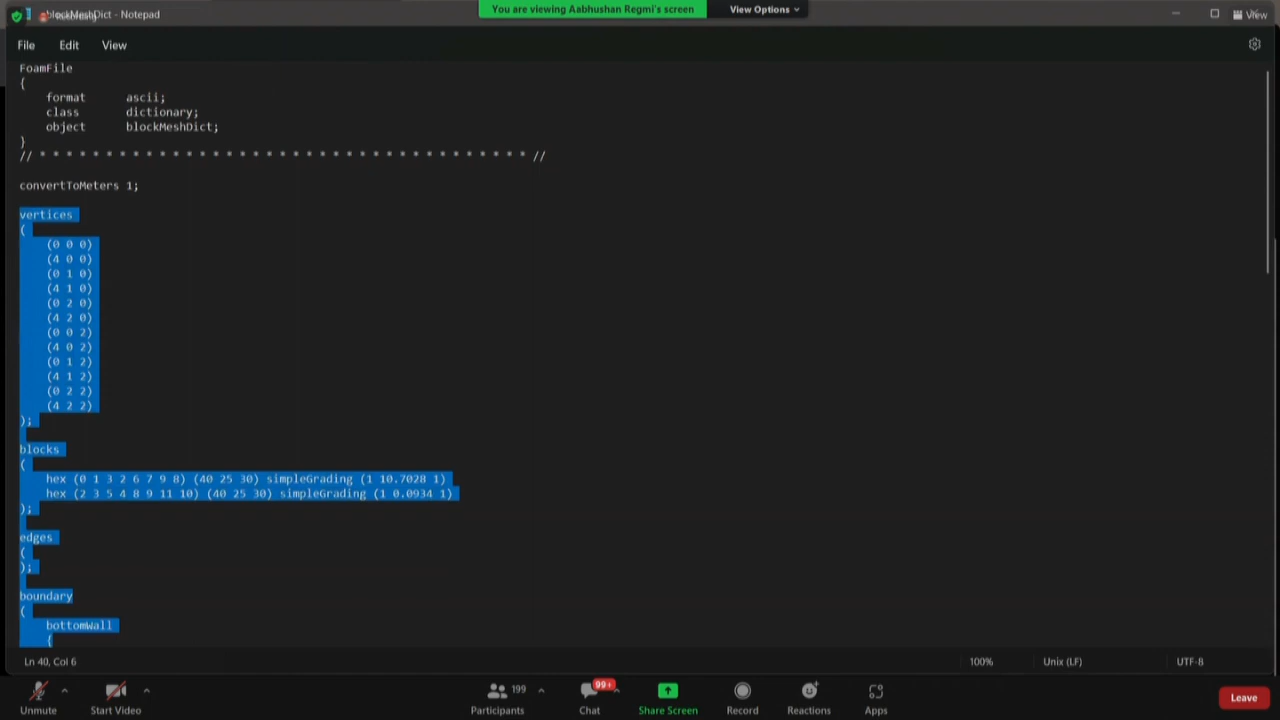 blockMeshDict - Notepad
You are viewing Aabhushan Regmi's screen
View Options
View
File
Edit
View
FoamFile
{
format ascii;
class dictionary;
object blockMeshDict;
}
// * * * * * * * * * * * * * * * * * * * * * * * * * * * * * * * * * * * * * //
convertToMeters 1;
vertices
(
(0 0 0)
(4 0 0)
(0 1 0)
(4 1 0)
(0 2 0)
(4 2 0)
(0 0 2)
(4 0 2)
(0 1 2)
(4 1 2)
(0 2 2)
(4 2 2)
);
blocks
(
hex (0 1 3 2 6 7 9 8) (40 25 30) simpleGrading (1 10.7028 1)
hex (2 3 5 4 8 9 11 10) (40 25 30) simpleGrading (1 0.0934 1)
);
edges
(
);
boundary
(
bottomWall
{
Ln 40, Col 6
100%
Unix (LF)
UTF-8
199
99+
Unmute
Start Video
Participants
Chat
Share Screen
Record
Reactions
Apps
Leave